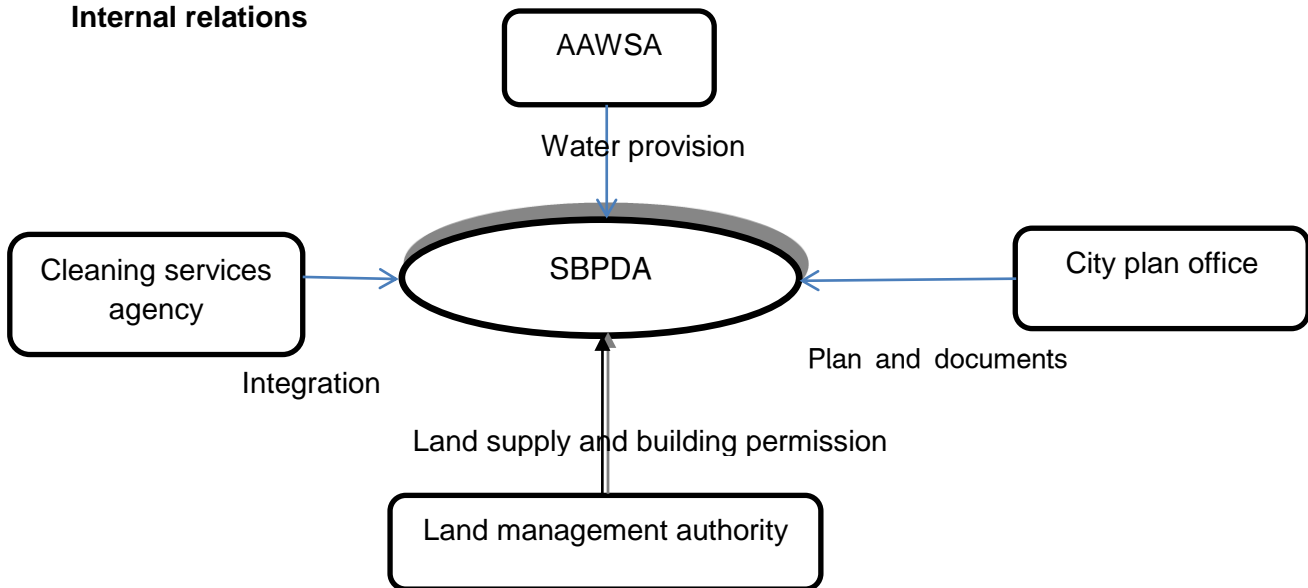 Internal relations
AAWSA
Water provision
Cleaning services
agency
SBPDA
City plan office
Plan and documents
Integration
Land supply and building permission
Land management authority